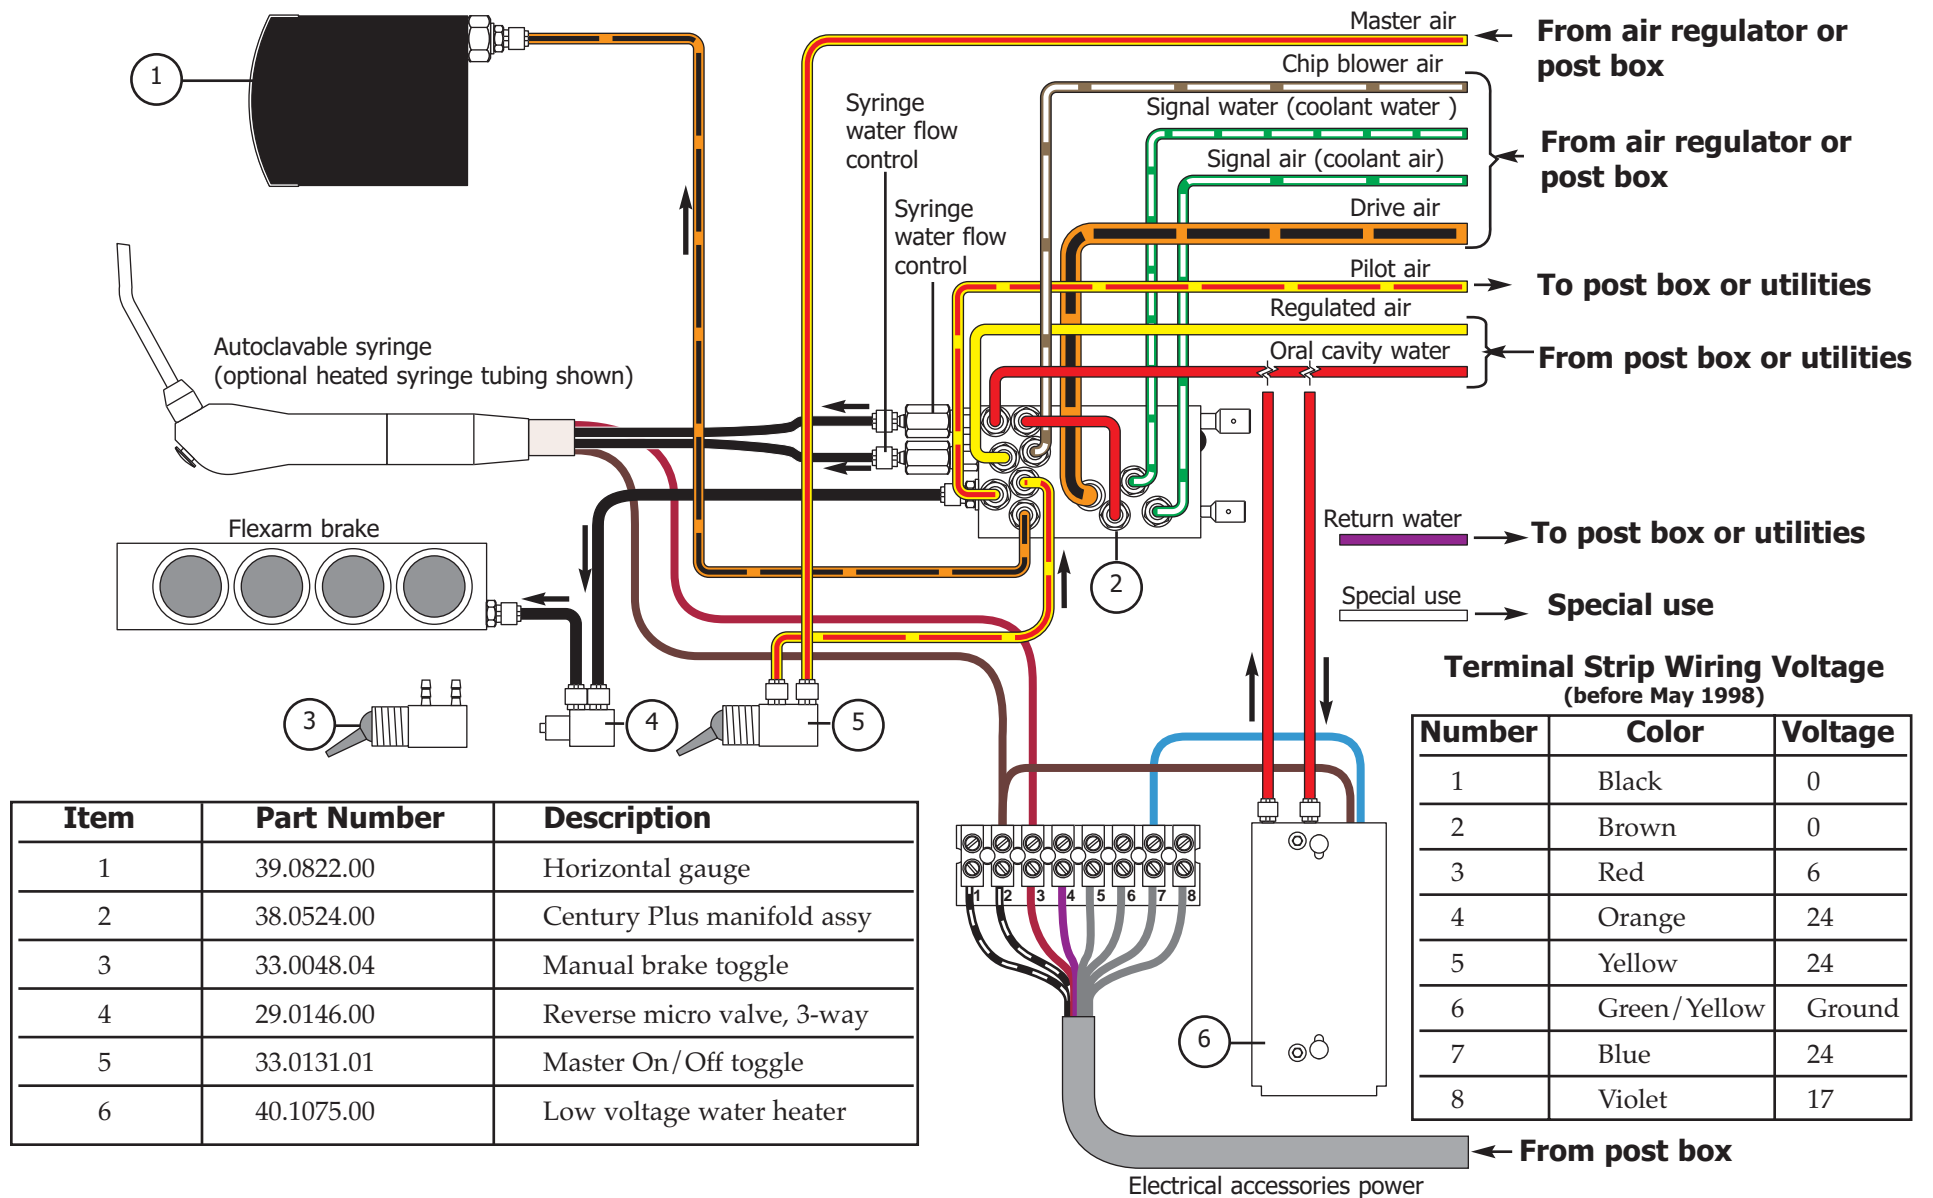 Master air
From air regulator or
post box
Chip blower air
Signal water (coolant water )
Signal air (coolant air)
From air regulator or
post box
Drive air
Pilot air
To post box or utilities
Regulated air
Oral cavity water
From post box or utilities
1
Syringe
water flow
control
Syringe
water flow
control
Autoclavable syringe
(optional heated syringe tubing shown)
Flexarm brake
2
Return water
To post box or utilities
Special use
Special use
3
4
5
6
1 2 3 4 5 6 7 8
Terminal Strip Wiring Voltage
(before May 1998)
Number Color Voltage
1 Black 0
2 Brown 0
3 Red 6
4 Orange 24
5 Yellow 24
6 Green/Yellow Ground
7 Blue 24
8 Violet 17
Item Part Number Description
1 39.0822.00 Horizontal gauge
2 38.0524.00 Century Plus manifold assy
3 33.0048.04 Manual brake toggle
4 29.0146.00 Reverse micro valve, 3-way
5 33.0131.01 Master On/Off toggle
6 40.1075.00 Low voltage water heater
From post box
Electrical accessories power